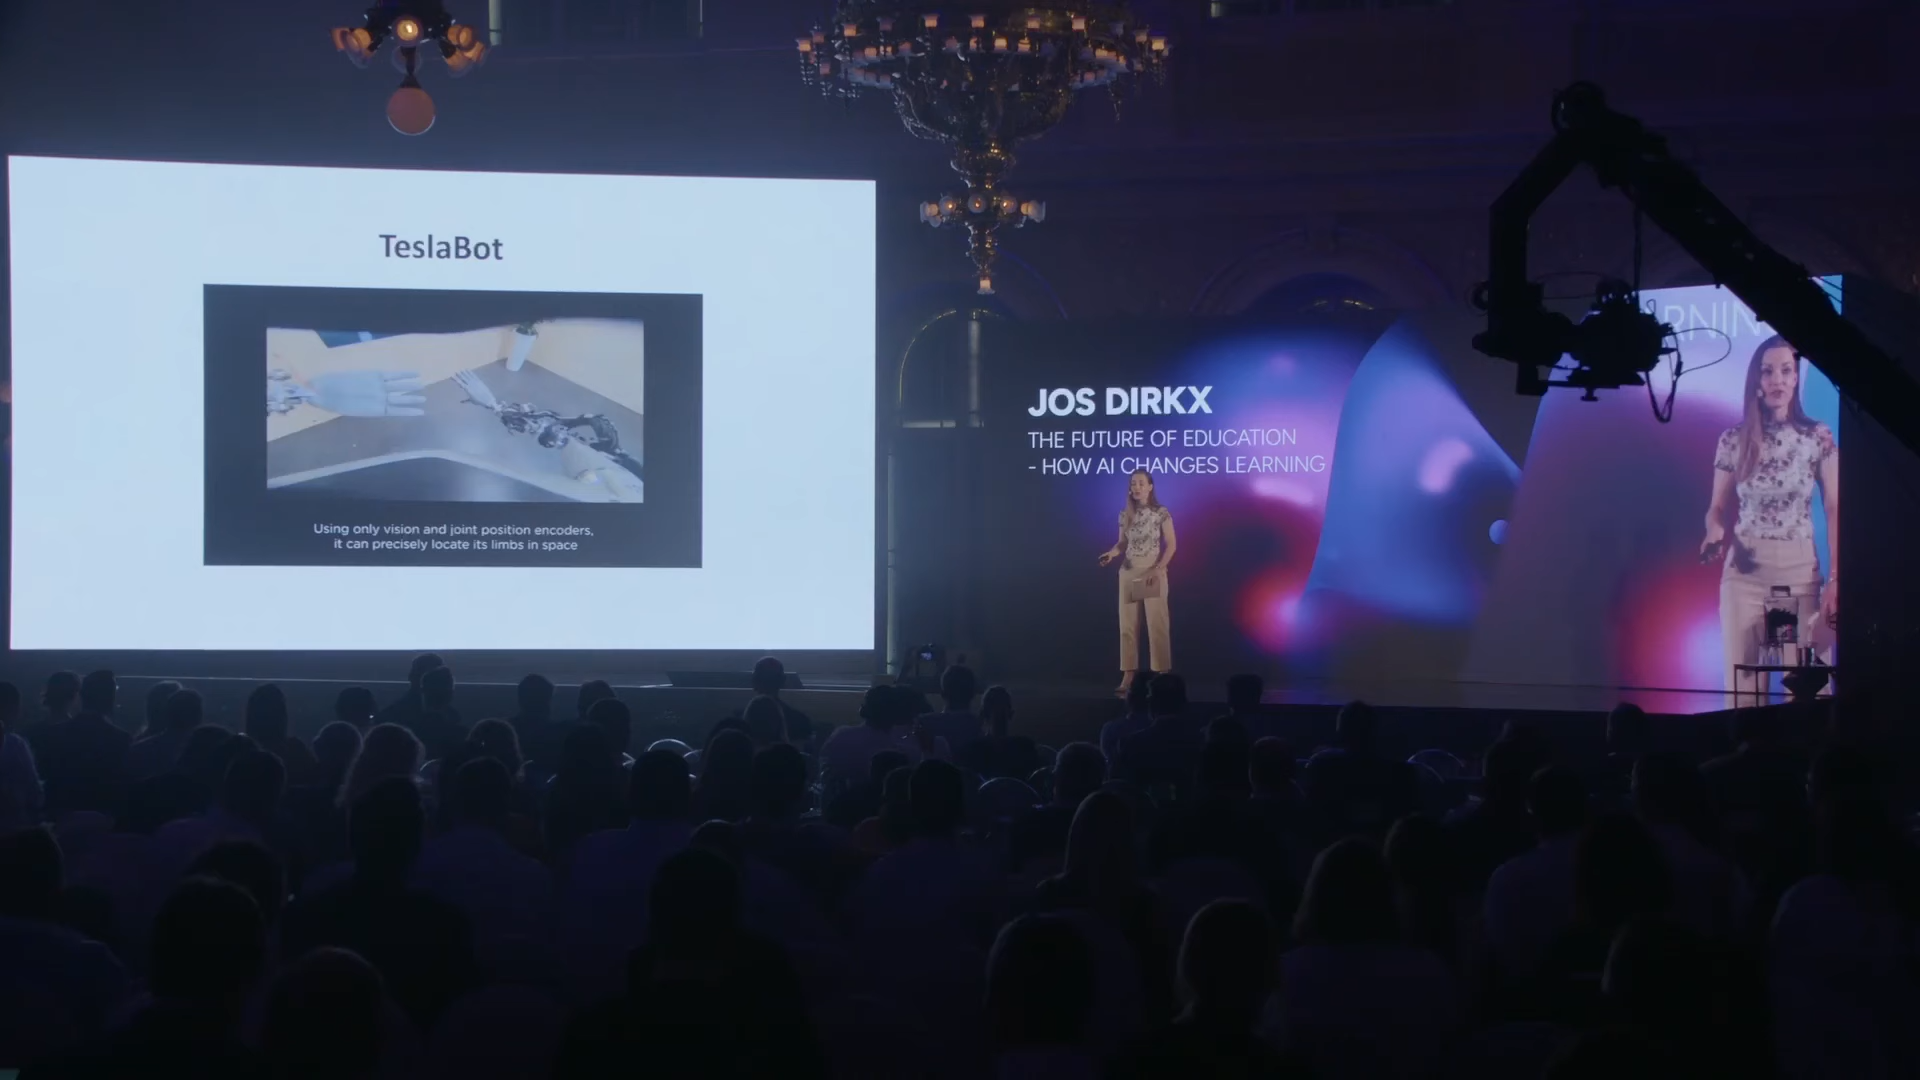 TeslaBot
Using only vision and joint position encoders,
it can precisely locate its limbs in space
JOS DIRKX
THE FUTURE OF EDUCATION
- HOW AI CHANGES LEARNING